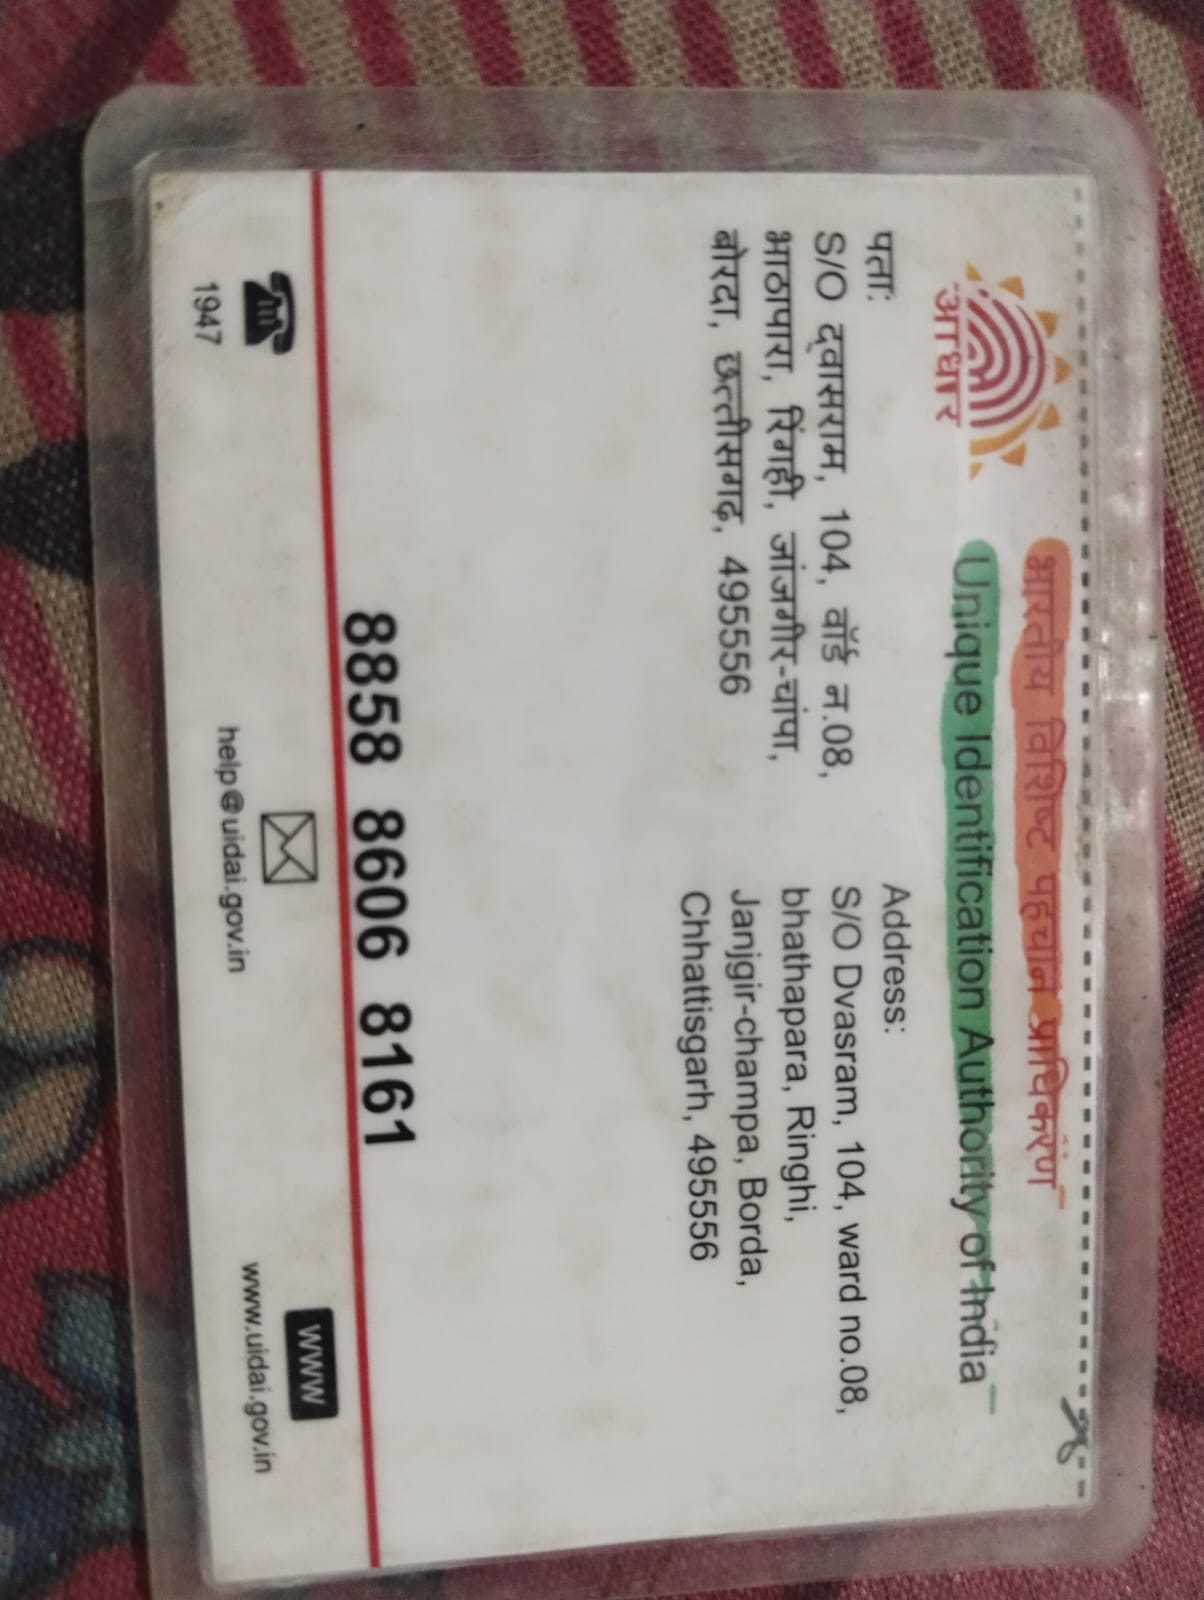 भारतीय विशिष्ट पहचान प्राधिकरण
Unique Identification Authority of India
आधार
पता:
S/O द्वासराम, 104, वॉर्ड न.08,
भाठापारा, रिंगही, जांजगीर-चांपा,
बोरदा, छत्तीसगढ़, 495556
Address:
S/O Dvasram, 104, ward no.08,
bhathapara, Ringhi,
Janjgir-champa, Borda,
Chhattisgarh, 495556
8858 8606 8161
1947
help@uidai.gov.in
www
www.uidai.gov.in